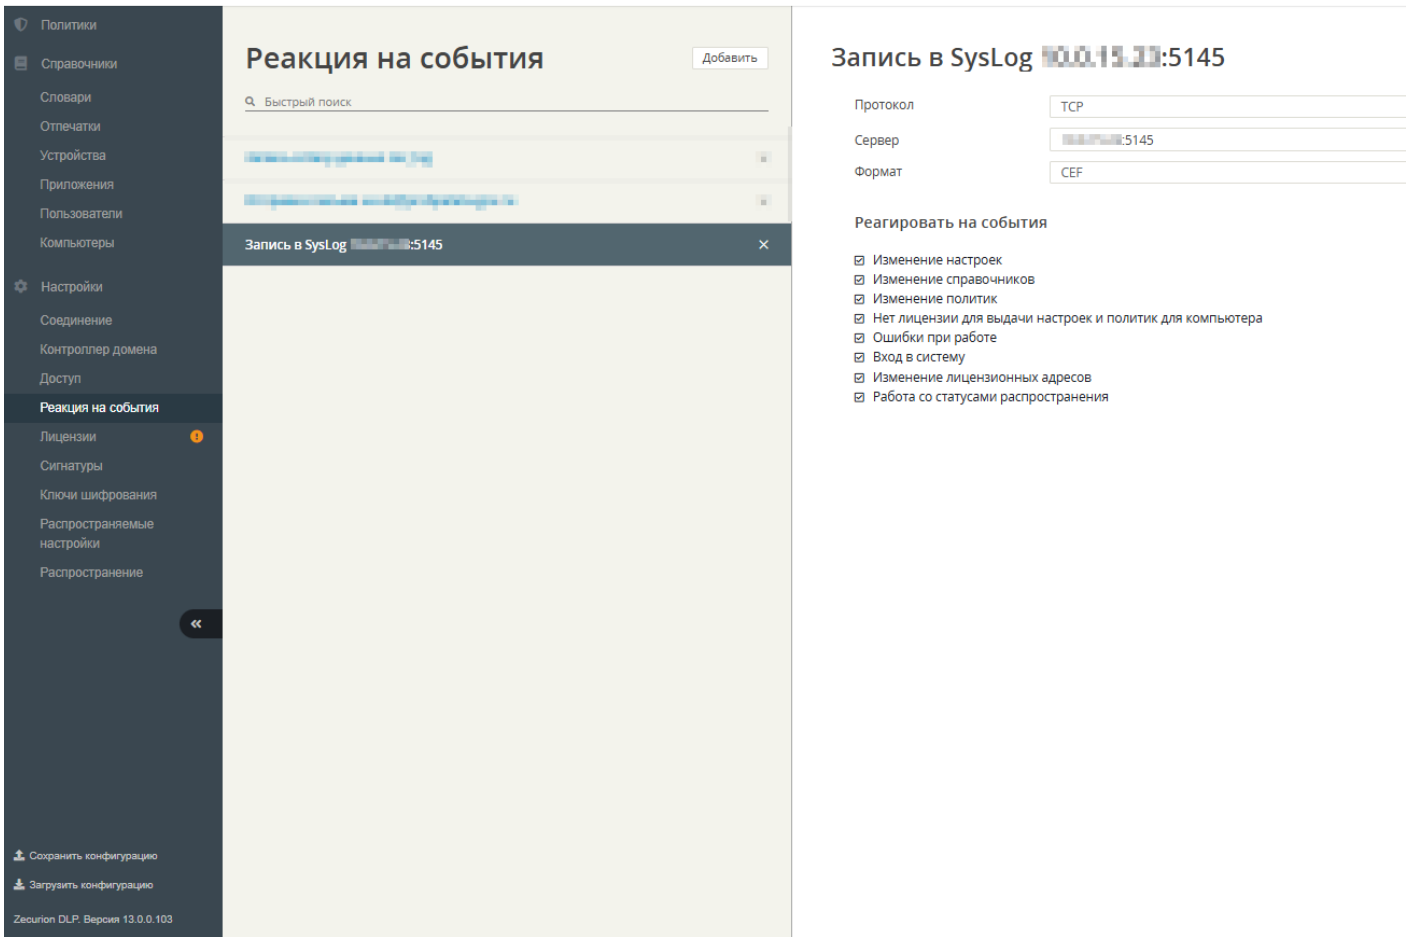 Политики
Справочники
Словари
Отпечатки
Устройства
Приложения
Пользователи
Компьютеры
Настройки
Соединение
Контроллер домена
Доступ
Реакция на события
Лицензии
Сигнатуры
Ключи шифрования
Распространяемые
настройки
Распространение
Сохранить конфигурацию
Загрузить конфигурацию
Zecurion DLP. Версия 13.0.0.103
Реакция на события
Добавить
Быстрый поиск
Запись в SysLog :5145
Запись в SysLog :5145
Протокол TCP
Сервер :5145
Формат CEF
Реагировать на события
Изменение настроек
Изменение справочников
Изменение политик
Нет лицензии для выдачи настроек и политик для компьютера
Ошибки при работе
Вход в систему
Изменение лицензионных адресов
Работа со статусами распространения